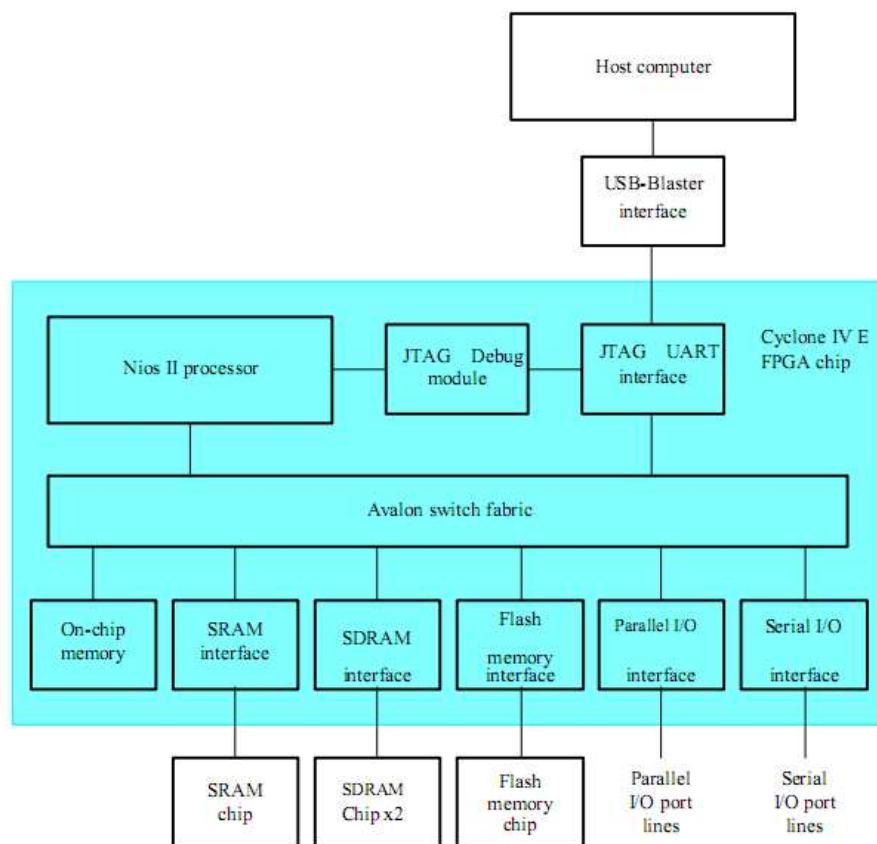 Host computer
USB-Blaster
interface
Cyclone IV E
FPGA chip
Nios II processor
JTAG Debug
module
JTAG UART
interface
Avalon switch fabric
On-chip
memory
SRAM
interface
SDRAM
interface
Flash
memory
interface
Parallel I/O
interface
Serial I/O
interface
SRAM
chip
SDRAM
Chip x2
Flash
memory
chip
Parallel
I/O port
lines
Serial
I/O port
lines